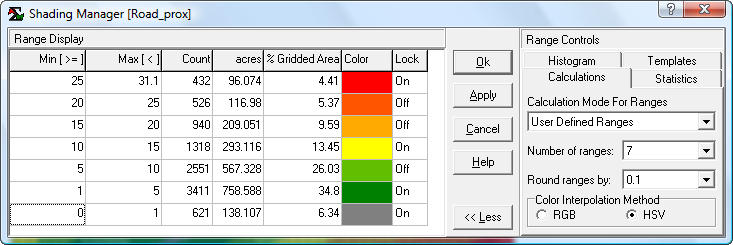 Shading Manager [Road_prox]
Range Display
Min [ >= ] Max [ < ] Count acres % Gridded Area Color Lock
25 31.1 432 96.074 4.41 On
20 25 526 116.98 5.37 Off
15 20 940 209.051 9.59 Off
10 15 1318 293.116 13.45 On
5 10 2551 567.328 26.03 Off
1 5 3411 758.588 34.8 On
0 1 621 138.107 6.34 On
Ok
Apply
Cancel
Help
<< Less
Range Controls
Histogram Templates
Calculations Statistics
Calculation Mode For Ranges
User Defined Ranges
Number of ranges: 7
Round ranges by: 0.1
Color Interpolation Method
RGB HSV